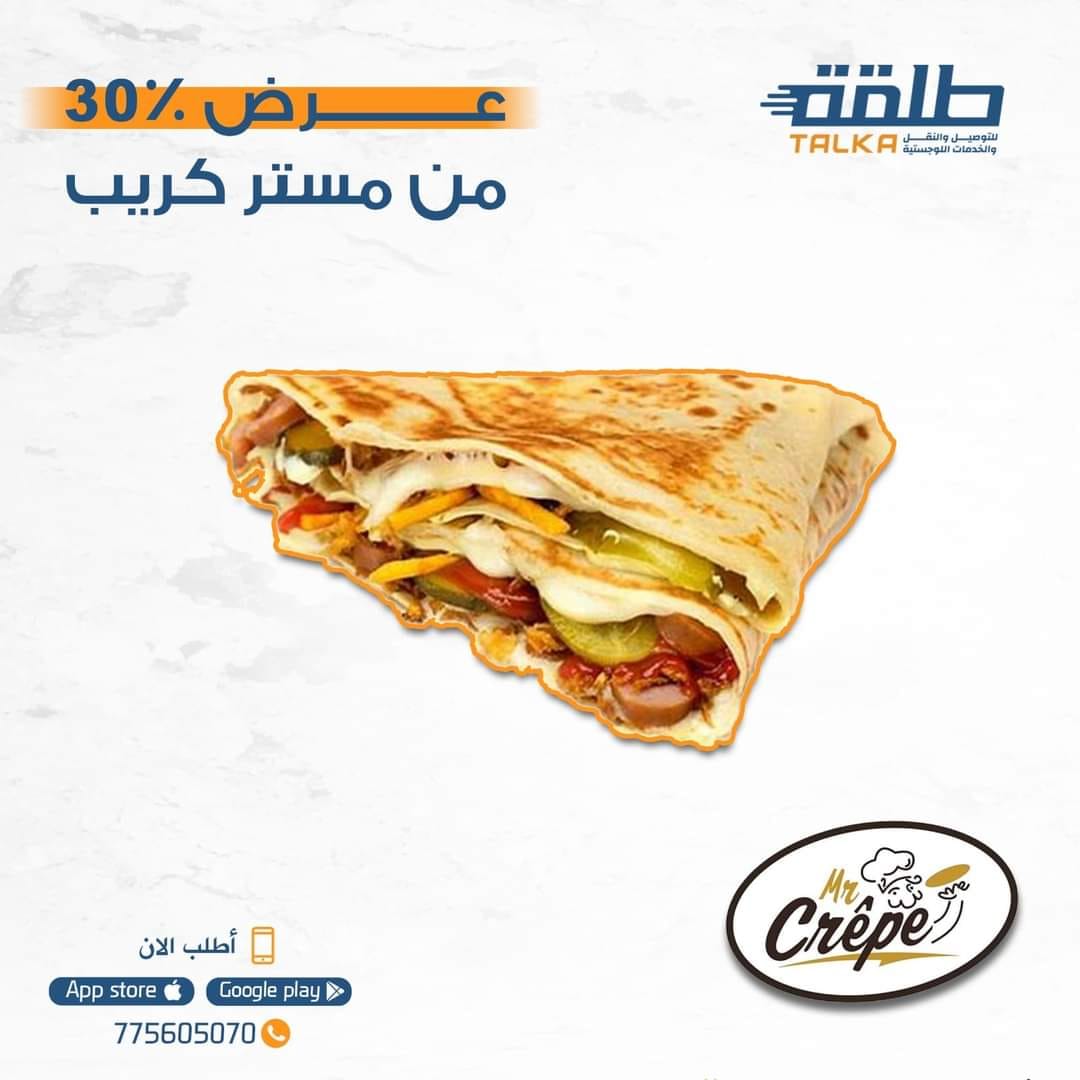 عرض 30%
من مستر كريب
طلقة
TALKA
للتوصيل والنقل
والخدمات اللوجستية
Mr
Crêpe
أطلب الان
App store
Google play
775605070